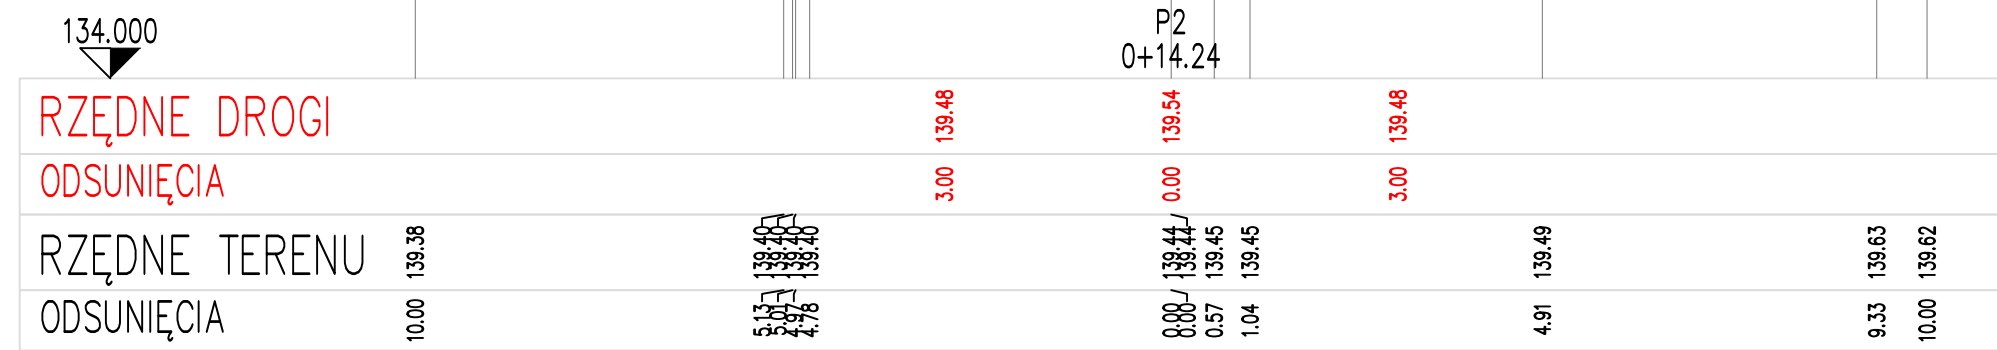 134.000
P2
0+14.24
RZĘDNE DROGI 139.48 139.54 139.48
ODSUNIĘCIA 3.00 0.00 3.00
RZĘDNE TERENU 139.38 139.40 139.40 139.40 139.40 139.44 139.44 139.45 139.45 139.49 139.63 139.62
ODSUNIĘCIA 10.00 5.13 5.01 4.97 4.78 0.00 0.00 0.57 1.04 4.91 9.33 10.00